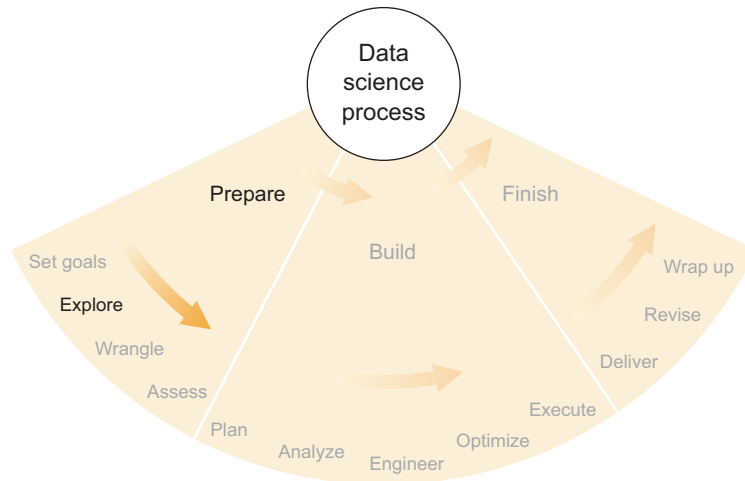 Data
science
process
Prepare
Set goals
Explore
Wrangle
Assess
Build
Plan
Analyze
Engineer
Optimize
Execute
Finish
Deliver
Revise
Wrap up